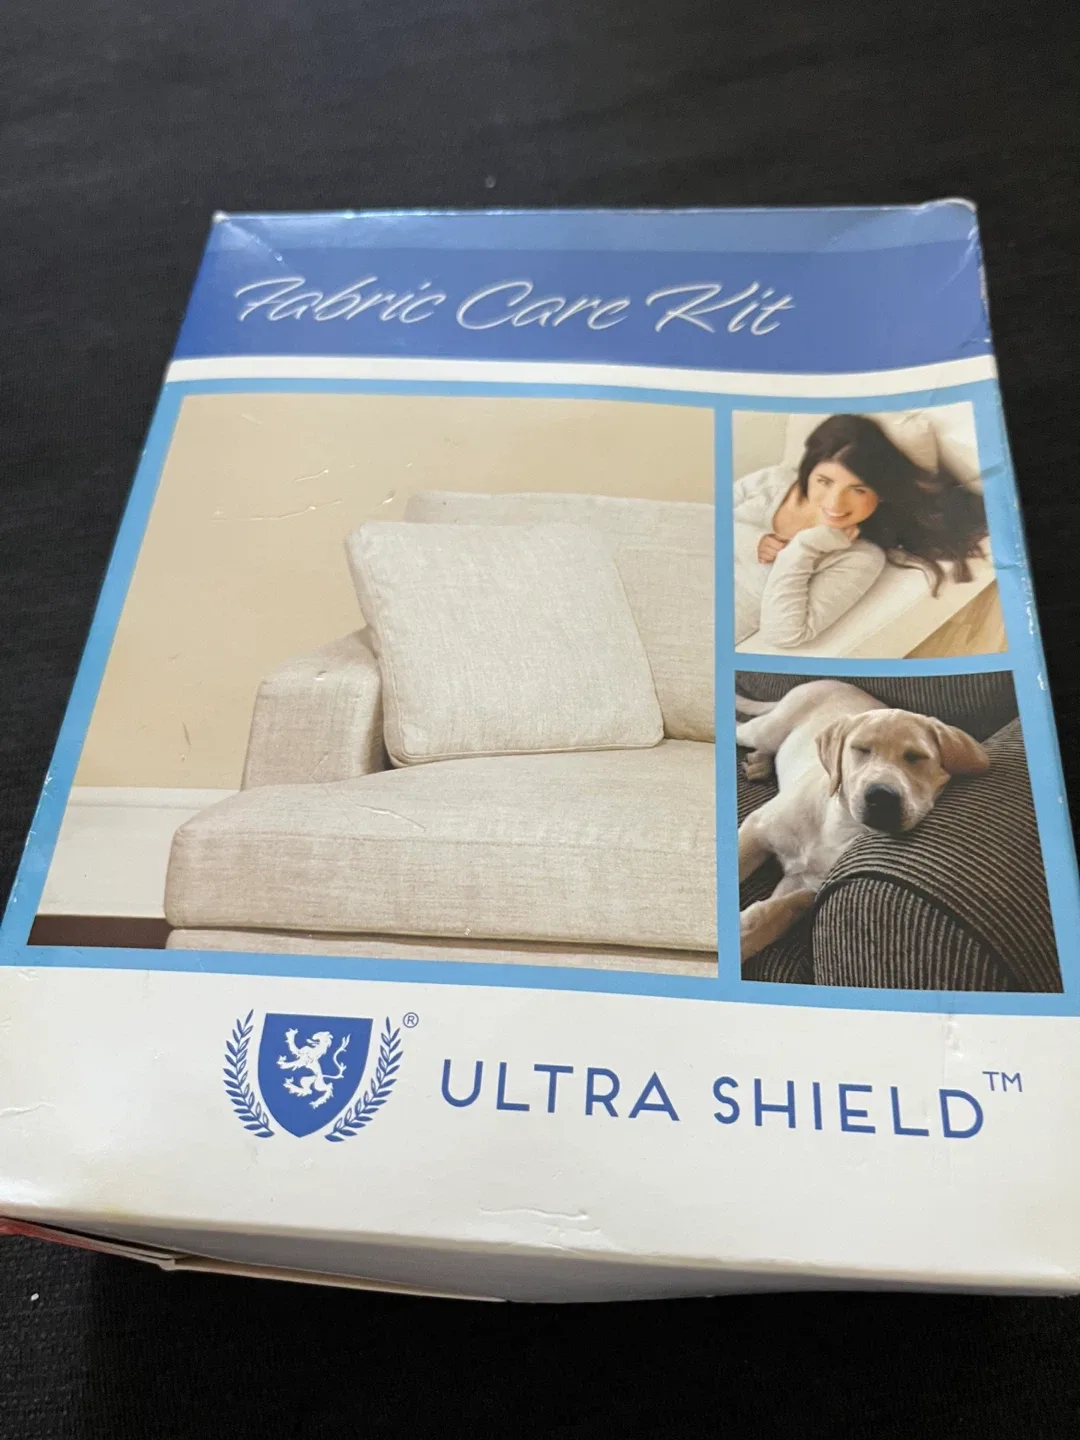 Fabric Care Kit
® ULTRA SHIELD™